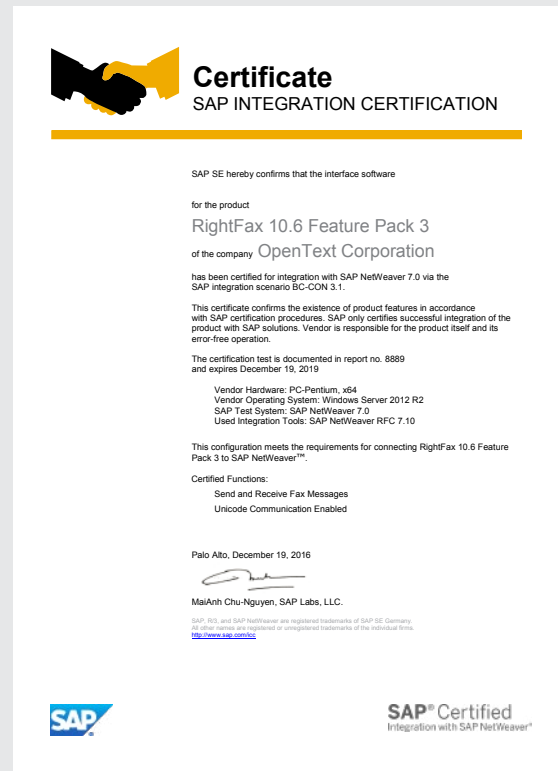 Certificate
SAP INTEGRATION CERTIFICATION
SAP SE hereby confirms that the interface software
for the product
RightFax 10.6 Feature Pack 3
of the company OpenText Corporation
has been certified for integration with SAP NetWeaver 7.0 via the
SAP integration scenario BC-CON 3.1.
This certificate confirms the existence of product features in accordance
with SAP certification procedures. SAP only certifies successful integration of the
product with SAP solutions. Vendor is responsible for the product itself and its
error-free operation.
The certification test is documented in report no. 8889
and expires December 19, 2019
Vendor Hardware: PC-Pentium, x64
Vendor Operating System: Windows Server 2012 R2
SAP Test System: SAP NetWeaver 7.0
Used Integration Tools: SAP NetWeaver RFC 7.10
This configuration meets the requirements for connecting RightFax 10.6 Feature
Pack 3 to SAP NetWeaver™.
Certified Functions:
Send and Receive Fax Messages
Unicode Communication Enabled
Palo Alto, December 19, 2016
MaiAnh Chu-Nguyen, SAP Labs, LLC.
SAP, R/3, and SAP NetWeaver are registered trademarks of SAP SE Germany.
All other names are registered or unregistered trademarks of the individual firms.
http://www.sap.com/icc
SAP
SAP® Certified
Integration with SAP NetWeaver®